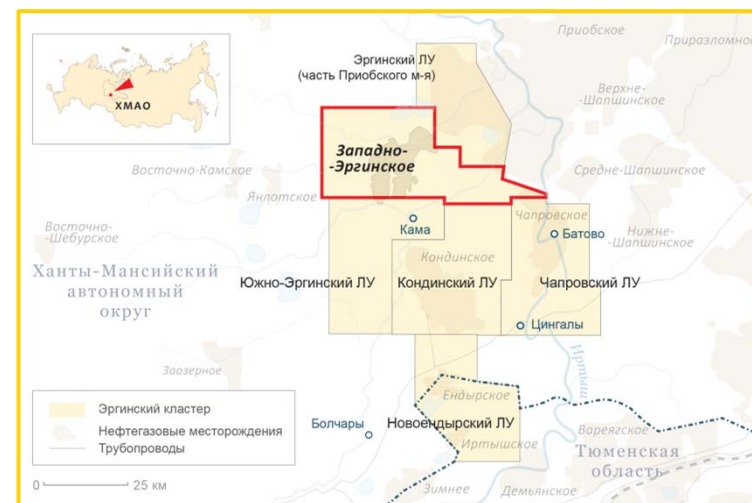 ХМАО
Эргинский ЛУ
(часть Приобского м-я)
Приобское
Приразломное
Верхне-
-Шапшинское
Западно-
-Эргинское
Восточно-Камское
Янлотское
Средне-Шапшинское
Восточно-
-Шебурское
Кама
Чапровское
Батово
Нижне-
-Шапшинское
Кондинское
Ханты-Мансийский
автономный
округ
Южно-Эргинский ЛУ
Кондинский ЛУ
Чапровский ЛУ
Цингалы
Иртыш
Заозерное
Ендырское
Эргинский кластер
Нефтегазовые месторождения
Трубопроводы
Болчары
Новоендырский ЛУ
Иртышское
Вареягское
Тюменская
область
0
25 км
Зимнее
Демьянское